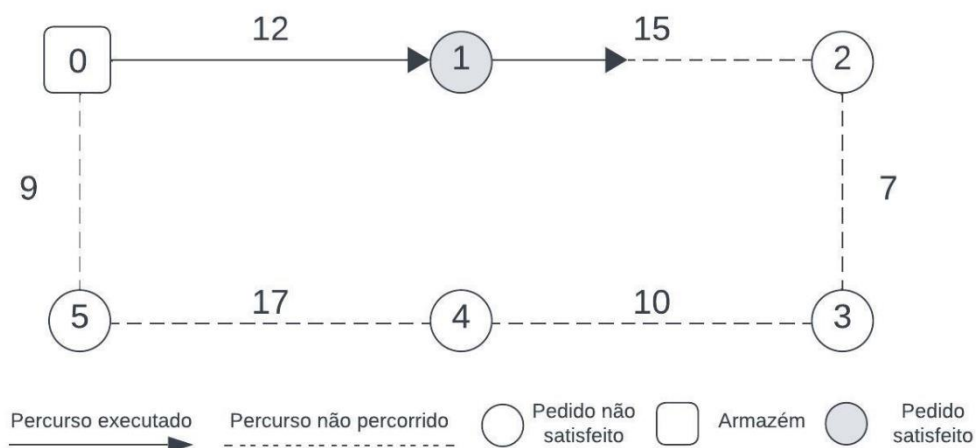 12
15
0
1
2
9
7
5
17
4
10
3
Percurso executado
Percurso não percorrido
Pedido não
satisfeito
Armazém
Pedido
satisfeito